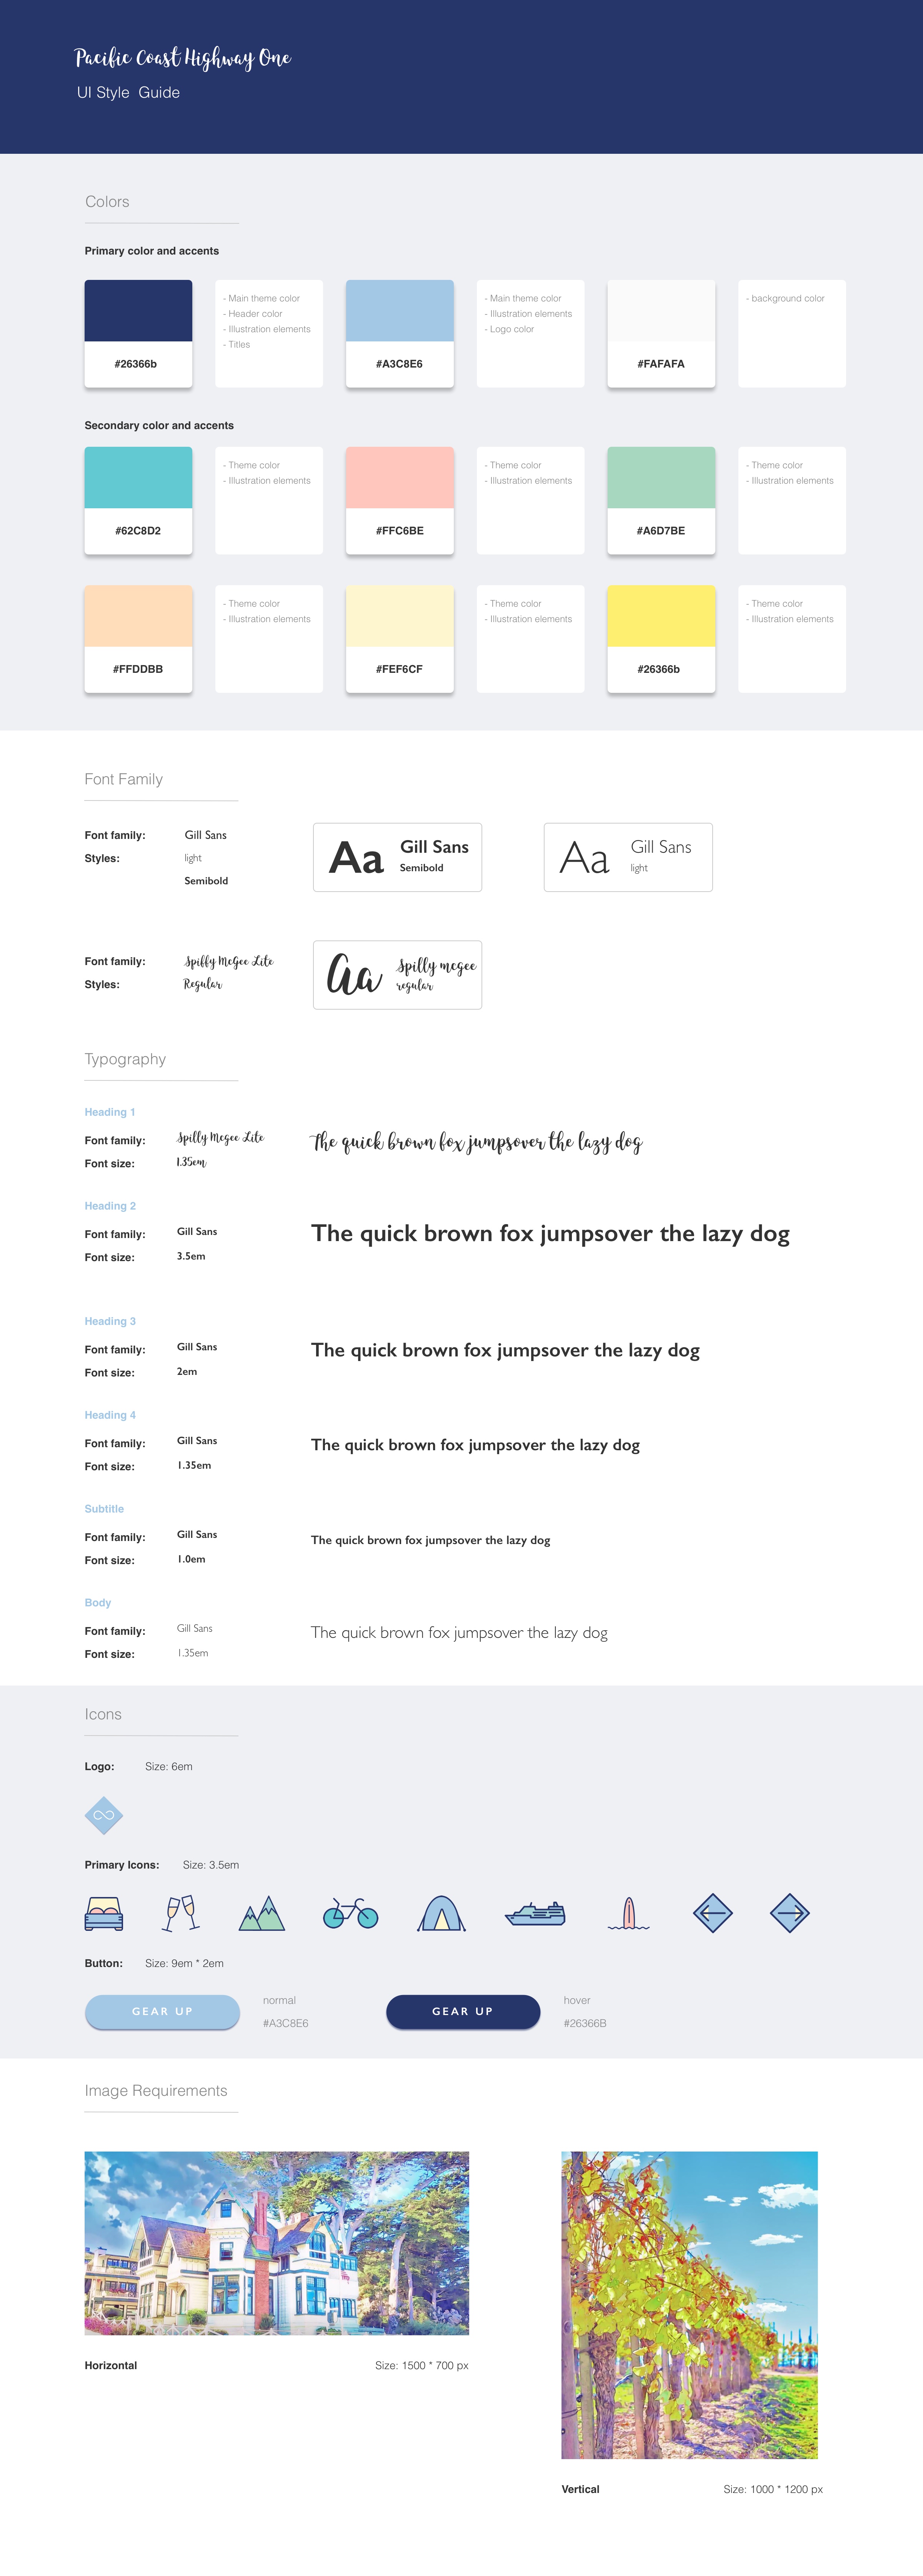 Pacific Coast Highway One
UI Style Guide
Colors
Primary color and accents
#26366b
- Main theme color
- Header color
- Illustration elements
- Titles
#A3C8E6
- Main theme color
- Illustration elements
- Logo color
#FAFAFA
- background color
Secondary color and accents
#62C8D2
- Theme color
- Illustration elements
#FFC6BE
- Theme color
- Illustration elements
#A6D7BE
- Theme color
- Illustration elements
#FFDDBB
- Theme color
- Illustration elements
#FEF6CF
- Theme color
- Illustration elements
#26366b
- Theme color
- Illustration elements
Font Family
Font family: Gill Sans
Styles: light
Semibold
Aa Gill Sans
Semibold
Aa Gill Sans
light
Font family: Spiffy McGee Lite
Styles: Regular
Aa Spilly mcgee
regular
Typography
Heading 1
Font family: Spilly Mcgee Lite
Font size: 1.35em
The quick brown fox jumpsover the lazy dog
Heading 2
Font family: Gill Sans
Font size: 3.5em
The quick brown fox jumpsover the lazy dog
Heading 3
Font family: Gill Sans
Font size: 2em
The quick brown fox jumpsover the lazy dog
Heading 4
Font family: Gill Sans
Font size: 1.35em
The quick brown fox jumpsover the lazy dog
Subtitle
Font family: Gill Sans
Font size: 1.0em
The quick brown fox jumpsover the lazy dog
Body
Font family: Gill Sans
Font size: 1.35em
The quick brown fox jumpsover the lazy dog
Icons
Logo: Size: 6em
Primary Icons: Size: 3.5em
Button: Size: 9em * 2em
GEAR UP
normal
#A3C8E6
GEAR UP
hover
#26366B
Image Requirements
Horizontal Size: 1500 * 700 px
Vertical Size: 1000 * 1200 px